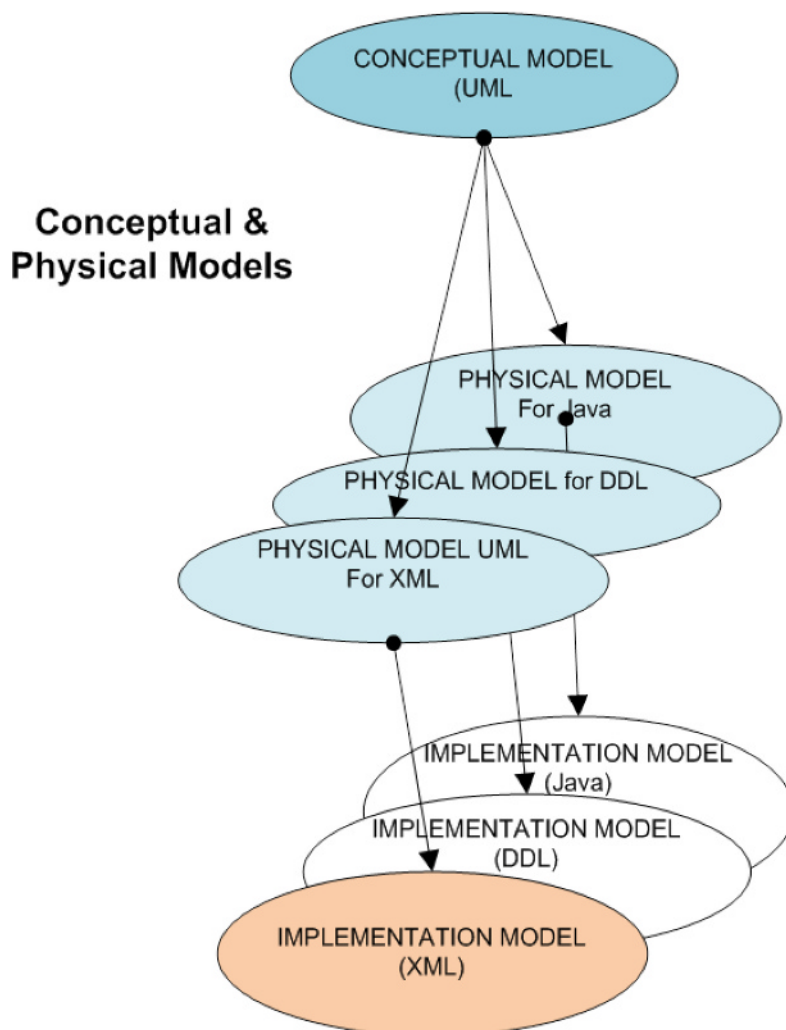 CONCEPTUAL MODEL
(UML
Conceptual &
Physical Models
PHYSICAL MODEL
For Java
PHYSICAL MODEL for DDL
PHYSICAL MODEL UML
For XML
IMPLEMENTATION MODEL
(Java)
IMPLEMENTATION MODEL
(DDL)
IMPLEMENTATION MODEL
(XML)